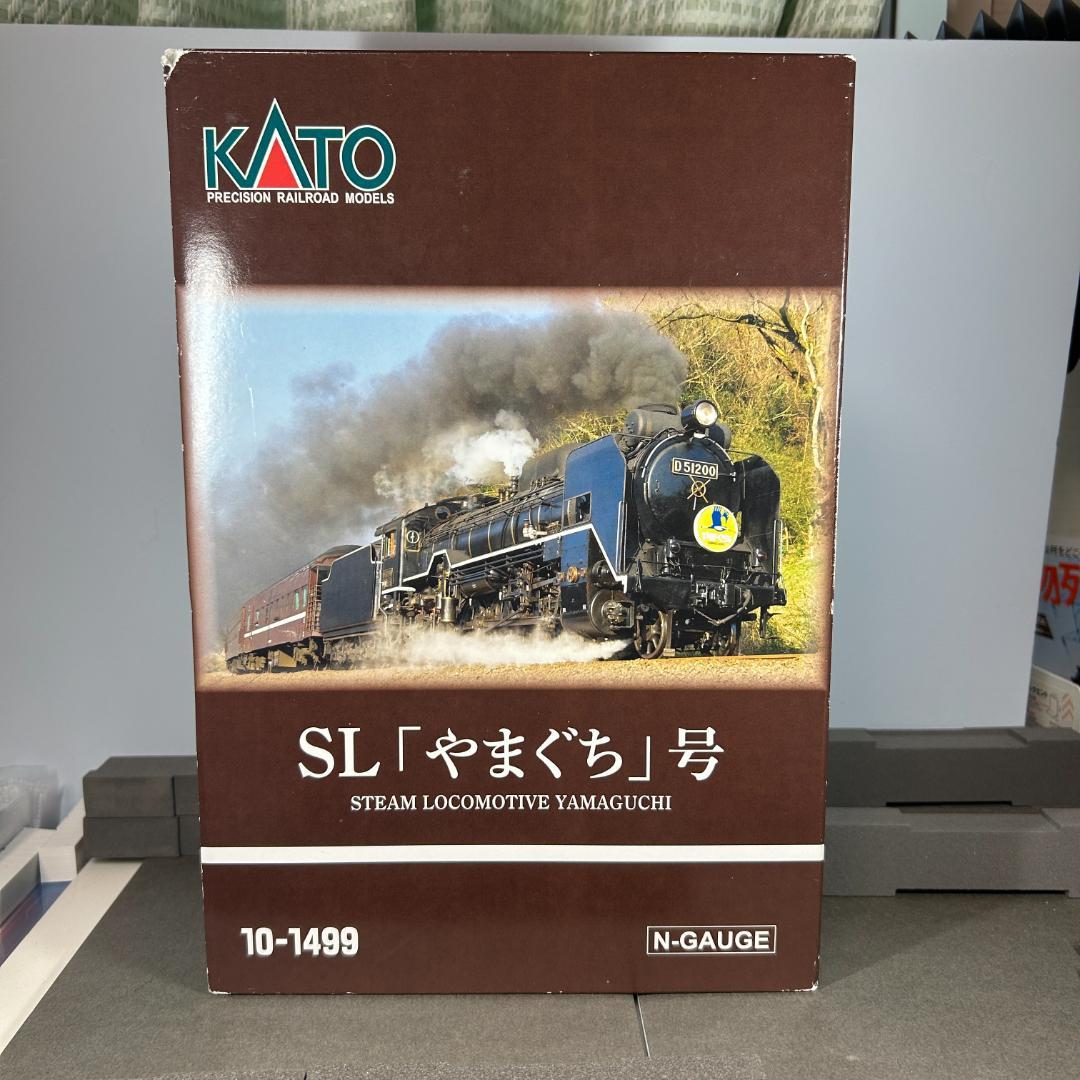 KATO
PRECISION RAILROAD MODELS
D51200
SL「やまぐち」号
STEAM LOCOMOTIVE YAMAGUCHI
10-1499
N-GAUGE